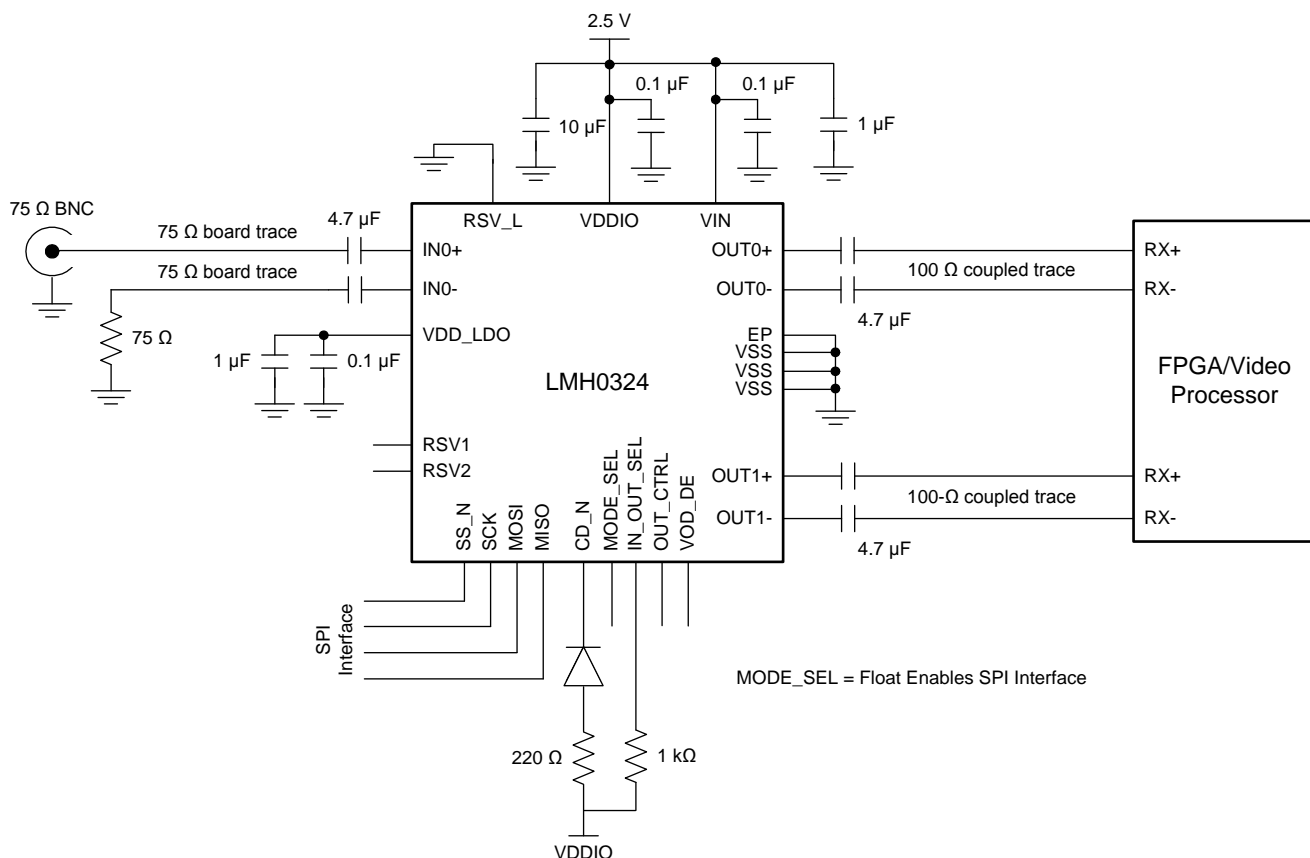 2.5 V
0.1 µF
0.1 µF
10 µF
1 µF
75 Ω BNC
4.7 µF
RSV_L
VDDIO
VIN
75 Ω board trace
IN0+
OUT0+
RX+
75 Ω board trace
100 Ω coupled trace
IN0-
OUT0-
RX-
4.7 µF
75 Ω
VDD_LDO
EP
1 µF
0.1 µF
VSS
VSS
VSS
LMH0324
FPGA/Video
Processor
RSV1
RSV2
OUT1+
RX+
100-Ω coupled trace
OUT1-
RX-
4.7 µF
SS_N
SCK
MOSI
MISO
CD_N
MODE_SEL
IN_OUT_SEL
OUT_CTRL
VOD_DE
SPI
Interface
MODE_SEL = Float Enables SPI Interface
220 Ω
1 kΩ
VDDIO